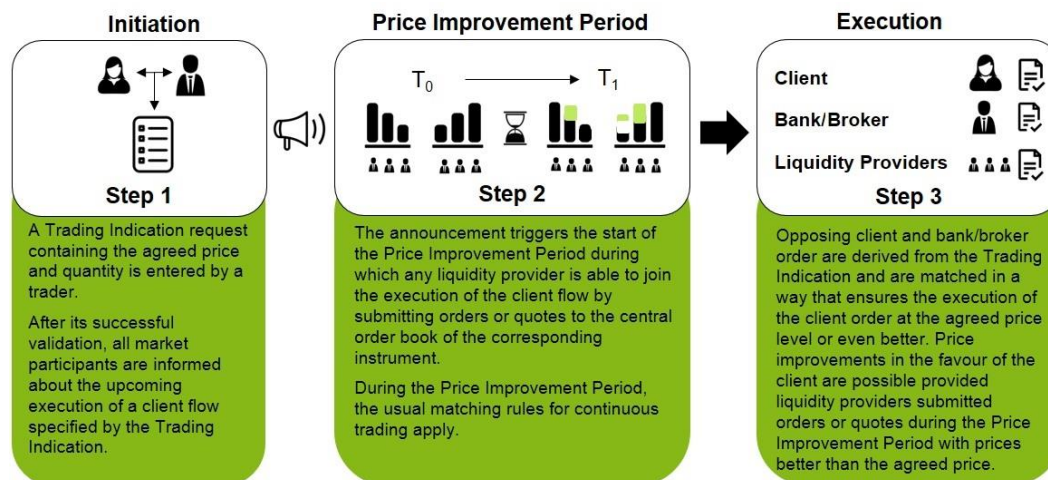 Initiation
Step 1
A Trading Indication request
containing the agreed price
and quantity is entered by a
trader.
After its successful
validation, all market
participants are informed
about the upcoming
execution of a client flow
specified by the Trading
Indication.
Price Improvement Period
T0
T1
Step 2
The announcement triggers the start of
the Price Improvement Period during
which any liquidity provider is able to join
the execution of the client flow by
submitting orders or quotes to the central
order book of the corresponding
instrument.
During the Price Improvement Period,
the usual matching rules for continuous
trading apply.
Execution
Client
Bank/Broker
Liquidity Providers
Step 3
Opposing client and bank/broker
order are derived from the Trading
Indication and are matched in a
way that ensures the execution of
the client order at the agreed price
level or even better. Price
improvements in the favour of the
client are possible provided
liquidity providers submitted
orders or quotes during the Price
Improvement Period with prices
better than the agreed price.